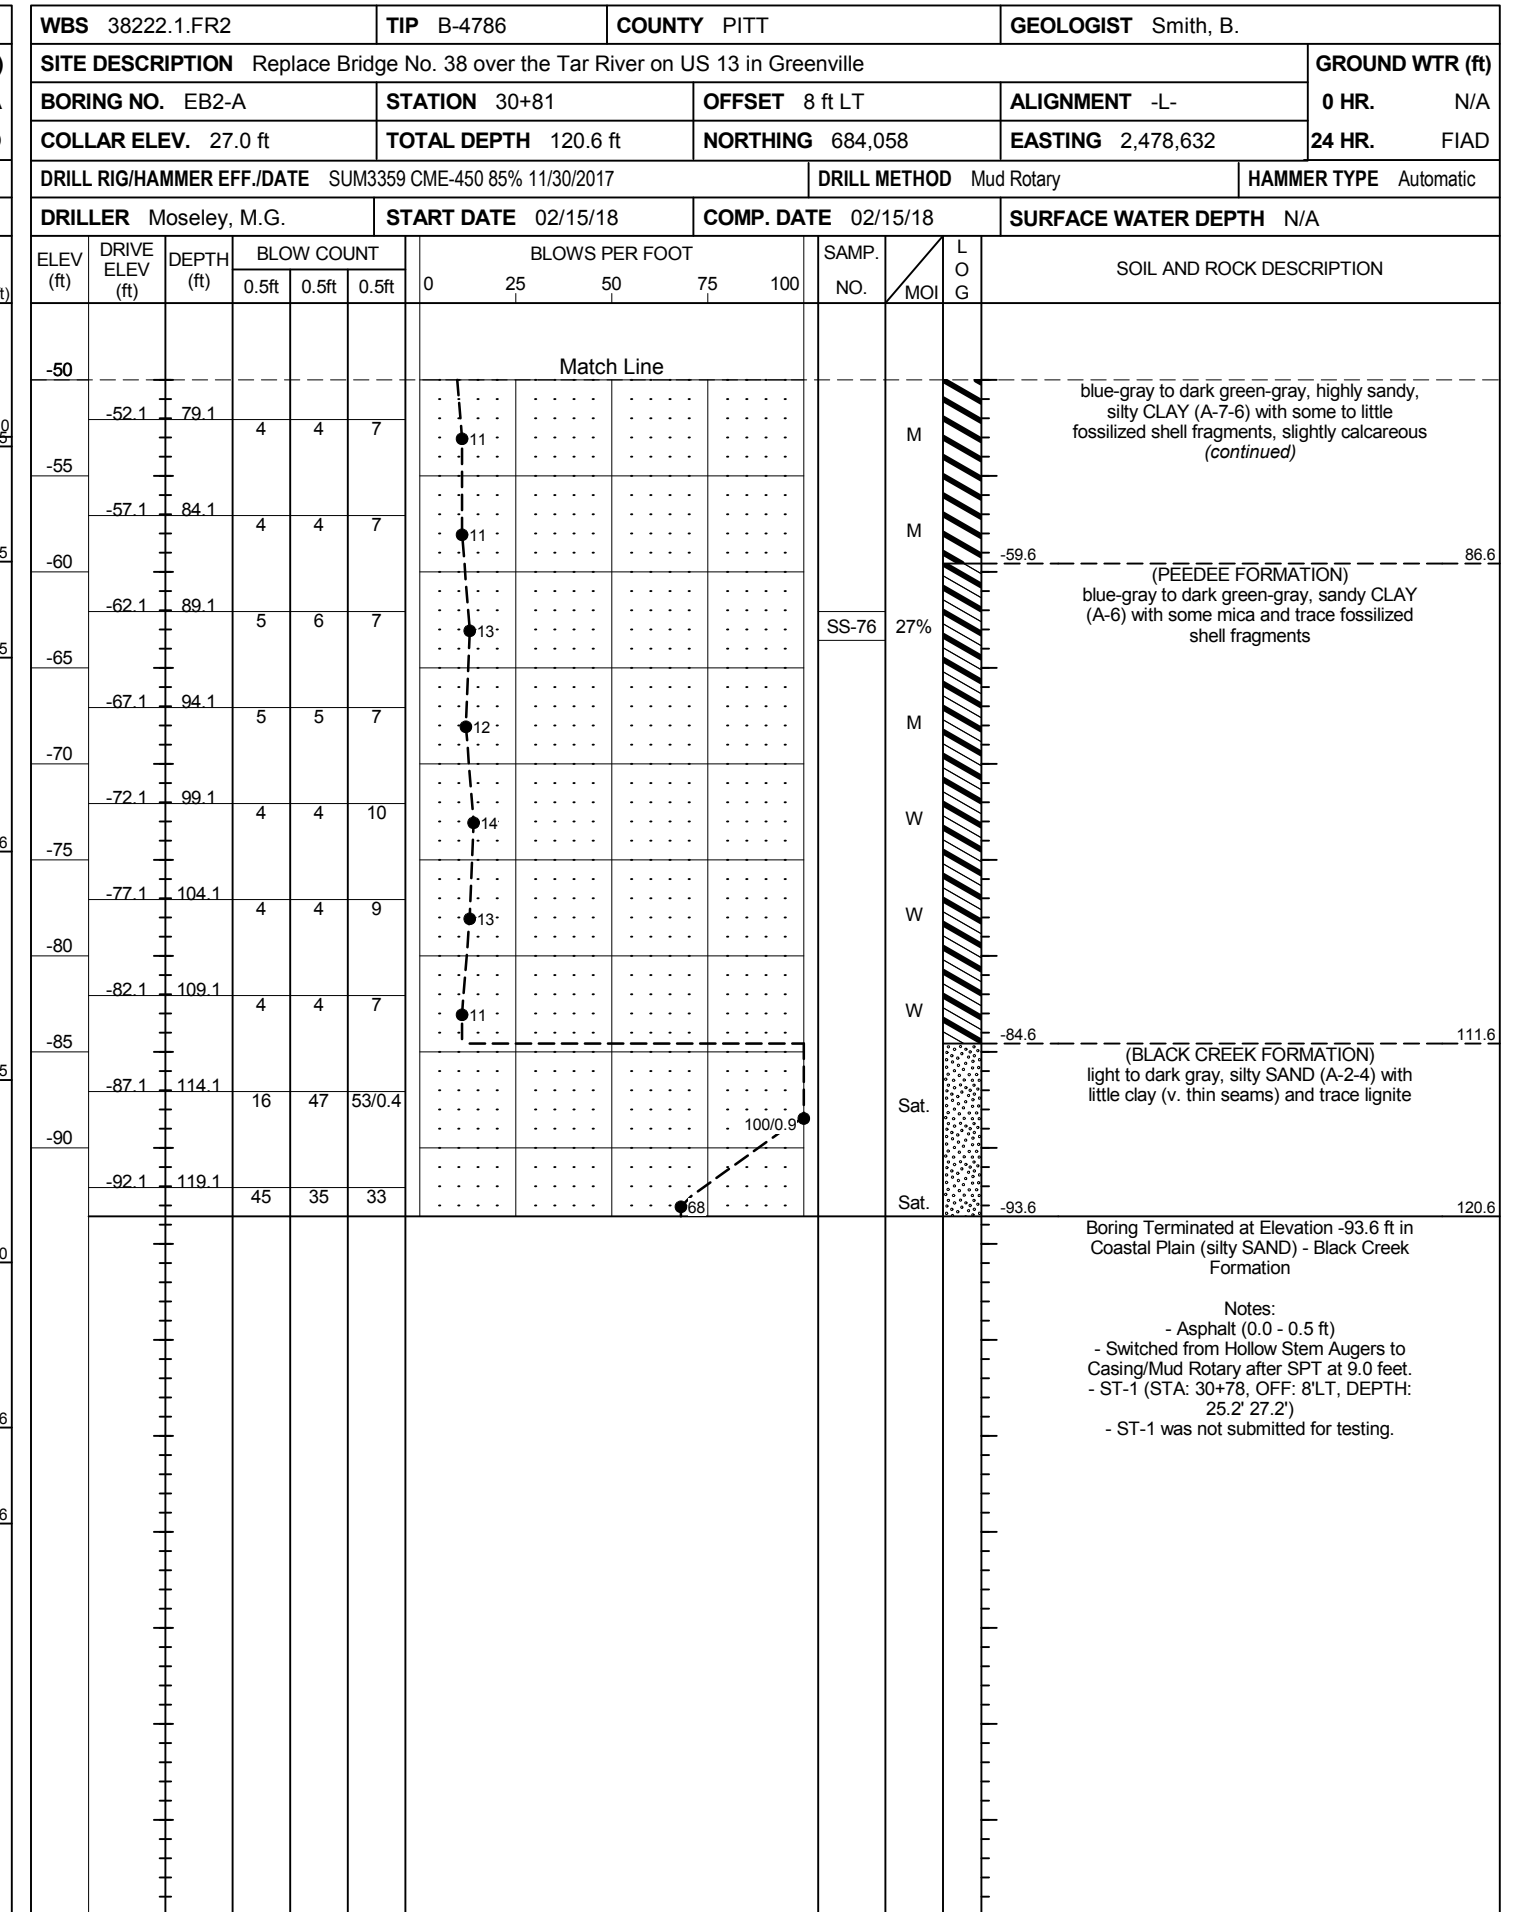 WBS 38222.1.FR2 TIP B-4786 COUNTY PITT GEOLOGIST Smith, B.
SITE DESCRIPTION Replace Bridge No. 38 over the Tar River on US 13 in Greenville GROUND WTR (ft)
BORING NO. EB2-A STATION 30+81 OFFSET 8 ft LT ALIGNMENT -L- 0 HR. N/A
COLLAR ELEV. 27.0 ft TOTAL DEPTH 120.6 ft NORTHING 684,058 EASTING 2,478,632 24 HR. FIAD
DRILL RIG/HAMMER EFF./DATE SUM3359 CME-450 85% 11/30/2017 DRILL METHOD Mud Rotary HAMMER TYPE Automatic
DRILLER Moseley, M.G. START DATE 02/15/18 COMP. DATE 02/15/18 SURFACE WATER DEPTH N/A
ELEV (ft) DRIVE ELEV (ft) DEPTH (ft) BLOW COUNT BLOWS PER FOOT SAMP. NO. MOI LOG SOIL AND ROCK DESCRIPTION
0.5ft 0.5ft 0.5ft 0 25 50 75 100
-50 Match Line
blue-gray to dark green-gray, highly sandy,
silty CLAY (A-7-6) with some to little
fossilized shell fragments, slightly calcareous
(continued)
-52.1 79.1 4 4 7 11 M
-55
-57.1 84.1 4 4 7 11 M
-59.6 86.6
-60
(PEEDEE FORMATION)
blue-gray to dark green-gray, sandy CLAY
(A-6) with some mica and trace fossilized
shell fragments
-62.1 89.1 5 6 7 13 SS-76 27%
-65
-67.1 94.1 5 5 7 12 M
-70
-72.1 99.1 4 4 10 14 W
-75
-77.1 104.1 4 4 9 13 W
-80
-82.1 109.1 4 4 7 11 W
-84.6 111.6
-85
(BLACK CREEK FORMATION)
light to dark gray, silty SAND (A-2-4) with
little clay (v. thin seams) and trace lignite
-87.1 114.1 16 47 53/0.4 100/0.9 Sat.
-90
-92.1 119.1 45 35 33 68 Sat.
-93.6 120.6
Boring Terminated at Elevation -93.6 ft in
Coastal Plain (silty SAND) - Black Creek
Formation
Notes:
- Asphalt (0.0 - 0.5 ft)
- Switched from Hollow Stem Augers to
Casing/Mud Rotary after SPT at 9.0 feet.
- ST-1 (STA: 30+78, OFF: 8'LT, DEPTH:
25.2' 27.2')
- ST-1 was not submitted for testing.